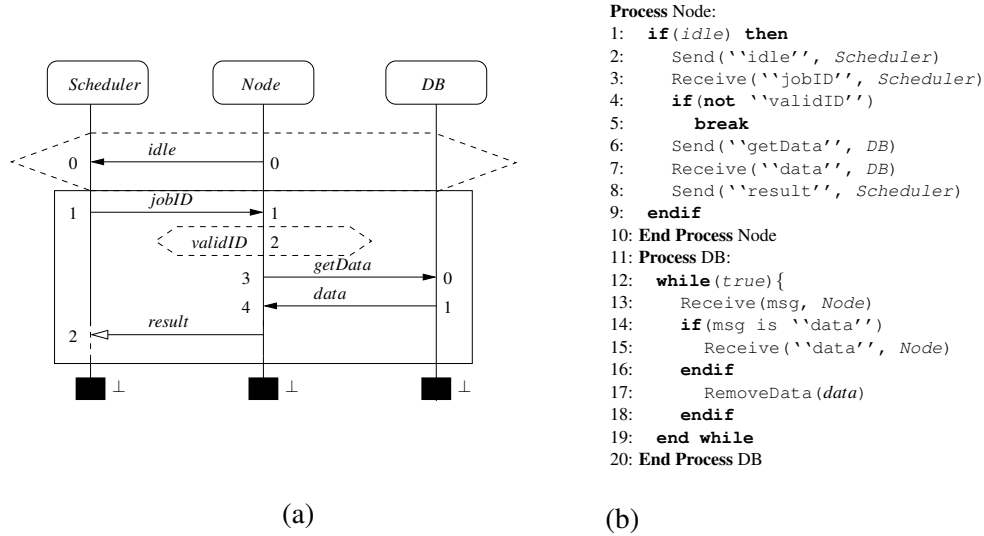 Scheduler Node DB
idle
0 0
jobID
1 1
validID 2
getData
3 0
data
4 1
result
2
⊥ ⊥ ⊥
(a)
Process Node:
1: if(idle) then
2: Send(‘‘idle’’, Scheduler)
3: Receive(‘‘jobID’’, Scheduler)
4: if(not ‘‘validID’’)
5: break
6: Send(‘‘getData’’, DB)
7: Receive(‘‘data’’, DB)
8: Send(‘‘result’’, Scheduler)
9: endif
10: End Process Node
11: Process DB:
12: while(true){
13: Receive(msg, Node)
14: if(msg is ‘‘data’’)
15: Receive(‘‘data’’, Node)
16: endif
17: RemoveData(data)
18: endif
19: end while
20: End Process DB
(b)